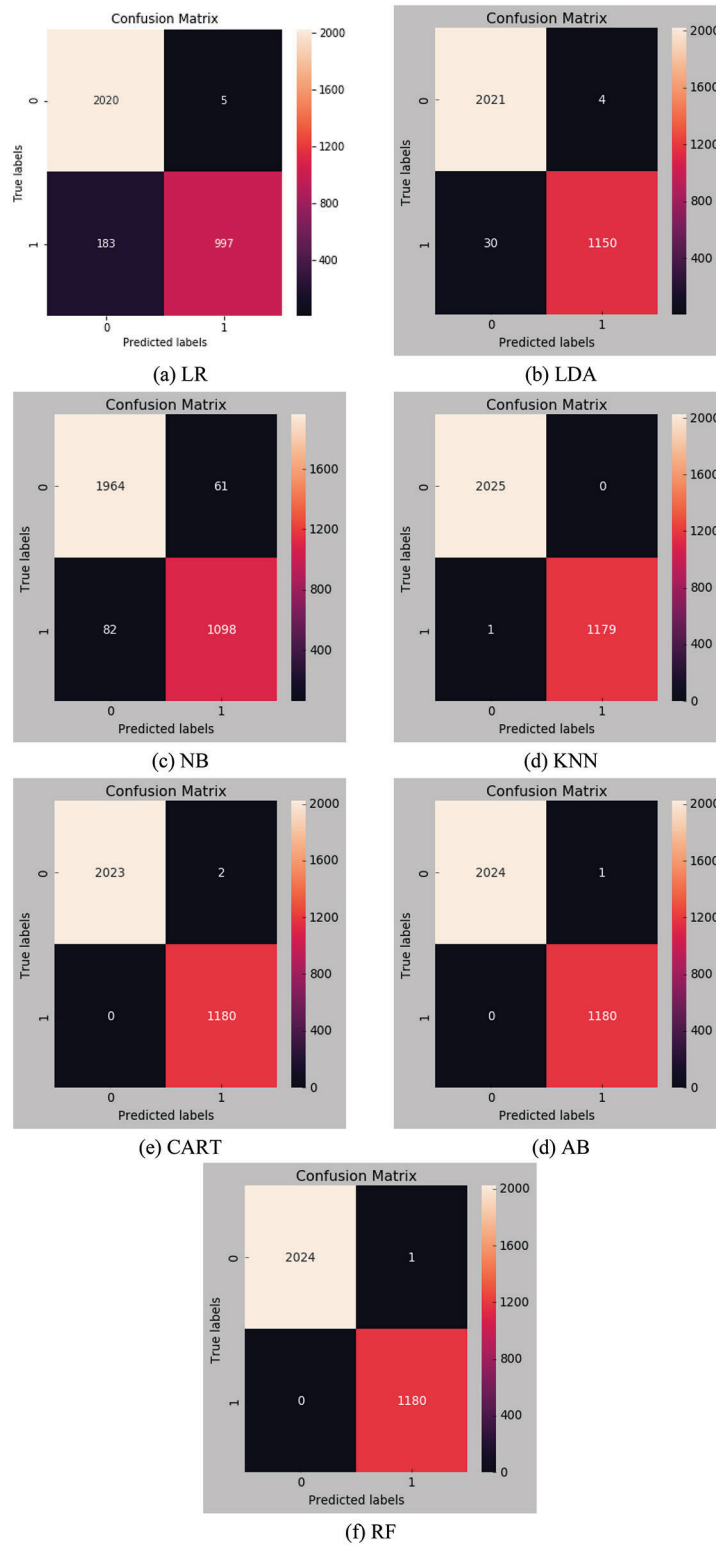 Confusion Matrix
2020 5
183 997
0 1
0 1
True labels
Predicted labels
2000
1600
1200
800
400
(a) LR
Confusion Matrix
2021 4
30 1150
0 1
0 1
True labels
Predicted labels
2000
1600
1200
800
400
(b) LDA
Confusion Matrix
1964 61
82 1098
0 1
0 1
True labels
Predicted labels
1600
1200
800
400
(c) NB
Confusion Matrix
2025 0
1 1179
0 1
0 1
True labels
Predicted labels
2000
1600
1200
800
400
0
(d) KNN
Confusion Matrix
2023 2
0 1180
0 1
0 1
True labels
Predicted labels
2000
1600
1200
800
400
0
(e) CART
Confusion Matrix
2024 1
0 1180
0 1
0 1
True labels
Predicted labels
2000
1600
1200
800
400
0
(d) AB
Confusion Matrix
2024 1
0 1180
0 1
0 1
True labels
Predicted labels
2000
1600
1200
800
400
0
(f) RF